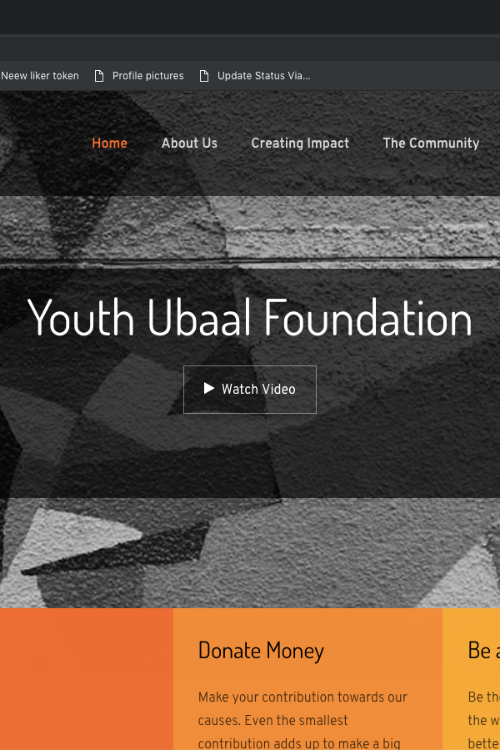 Neew liker token Profile pictures Update Status Via...
Home About Us Creating Impact The Community
Youth Ubaal Foundation
Watch Video
Donate Money
Make your contribution towards our
causes. Even the smallest
contribution adds up to make a big
Be
Be
the